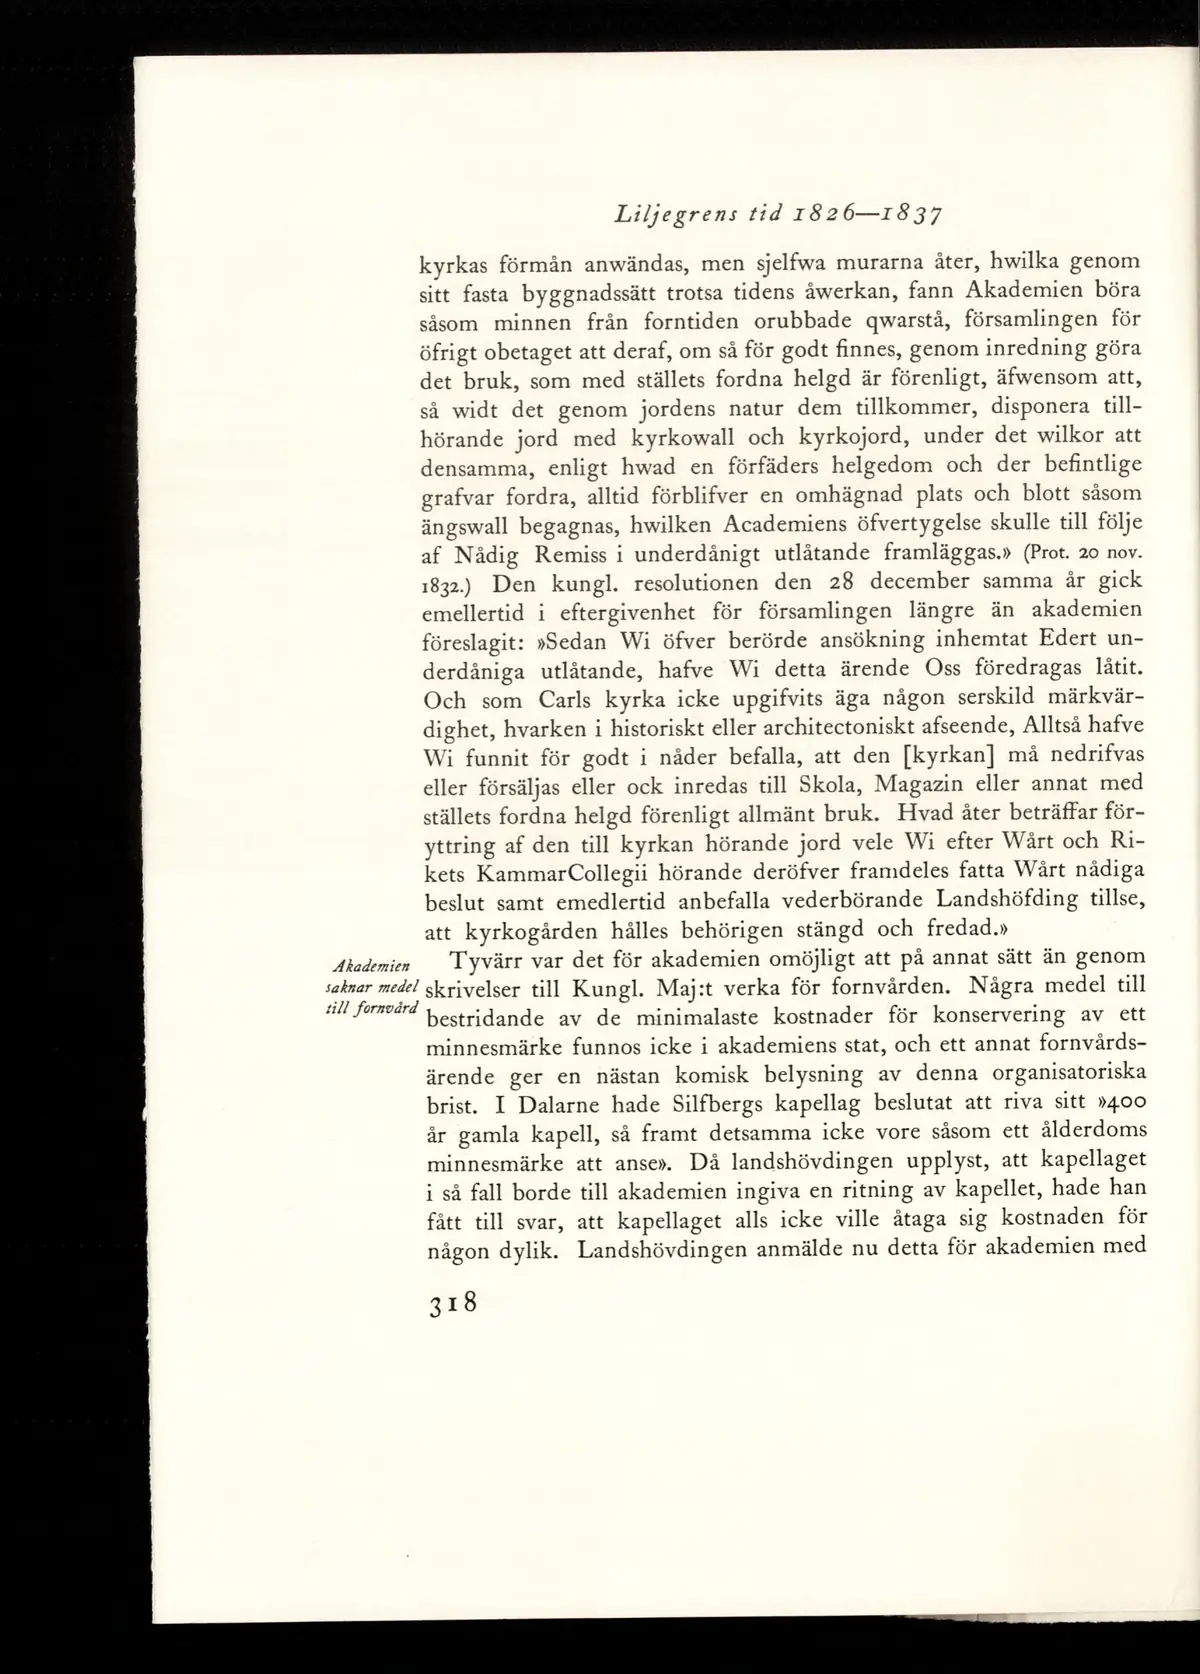 Liljegrens tid 1826—1837
kyrkas förmån anwändas, men sjelfwa murarna åter, hwilka genom
sitt fasta byggnadssätt trotsa tidens åwerkan, fann Akademien böra
såsom minnen från forntiden orubbade qwarstå, församlingen för
öfrigt obetaget att deraf, om så för godt finnes, genom inredning göra
det bruk, som med ställets fordna helgd är förenligt, äfwensom att,
så widt det genom jordens natur dem tillkommer, disponera till-
hörande jord med kyrkowall och kyrkojord, under det wilkor att
densamma, enligt hwad en förfäders helgedom och der befintlige
grafvar fordra, alltid förblifver en omhägnad plats och blott såsom
ängswall begagnas, hwilken Academiens öfvertygelse skulle till följe
af Nådig Remiss i underdånigt utlåtande framläggas.» (Prot. 20 nov.
1832.) Den kungl. resolutionen den 28 december samma år gick
emellertid i eftergivenhet för församlingen längre än akademien
föreslagit: »Sedan Wi öfver berörde ansökning inhemtat Edert un-
derdåniga utlåtande, hafve Wi detta ärende Oss föredragas låtit.
Och som Carls kyrka icke upgifvits äga någon serskild märkvär-
dighet, hvarken i historiskt eller architectoniskt afseende, Alltså hafve
Wi funnit för godt i nåder befalla, att den [kyrkan] må nedrifvas
eller försäljas eller ock inredas till Skola, Magazin eller annat med
ställets fordna helgd förenligt allmänt bruk. Hvad åter beträffar för-
yttring af den till kyrkan hörande jord vele Wi efter Wårt och Ri-
kets KammarCollegii hörande deröfver framdeles fatta Wårt nådiga
beslut samt emedlertid anbefalla vederbörande Landshöfding tillse,
att kyrkogården hålles behörigen stängd och fredad.»
Akademien
saknar medel
till fornvård
Tyvärr var det för akademien omöjligt att på annat sätt än genom
skrivelser till Kungl. Maj:t verka för fornvården. Några medel till
bestridande av de minimalaste kostnader för konservering av ett
minnesmärke funnos icke i akademiens stat, och ett annat fornvårds-
ärende ger en nästan komisk belysning av denna organisatoriska
brist. I Dalarne hade Silfbergs kapellag beslutat att riva sitt »400
år gamla kapell, så framt detsamma icke vore såsom ett ålderdoms
minnesmärke att anse». Då landshövdingen upplyst, att kapellaget
i så fall borde till akademien ingiva en ritning av kapellet, hade han
fått till svar, att kapellaget alls icke ville åtaga sig kostnaden för
någon dylik. Landshövdingen anmälde nu detta för akademien med
318